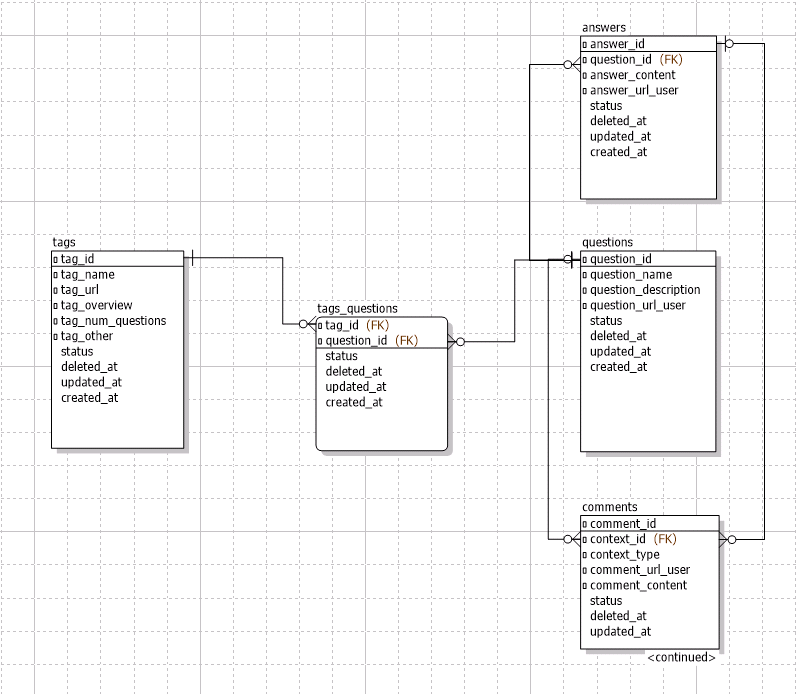 answers
answer_id
question_id (FK)
answer_content
answer_url_user
status
deleted_at
updated_at
created_at
tags
tag_id
tag_name
tag_url
tag_overview
tag_num_questions
tag_other
status
deleted_at
updated_at
created_at
tags_questions
tag_id (FK)
question_id (FK)
status
deleted_at
updated_at
created_at
questions
question_id
question_name
question_description
question_url_user
status
deleted_at
updated_at
created_at
comments
comment_id
context_id (FK)
context_type
comment_url_user
comment_content
status
deleted_at
updated_at
<continued>